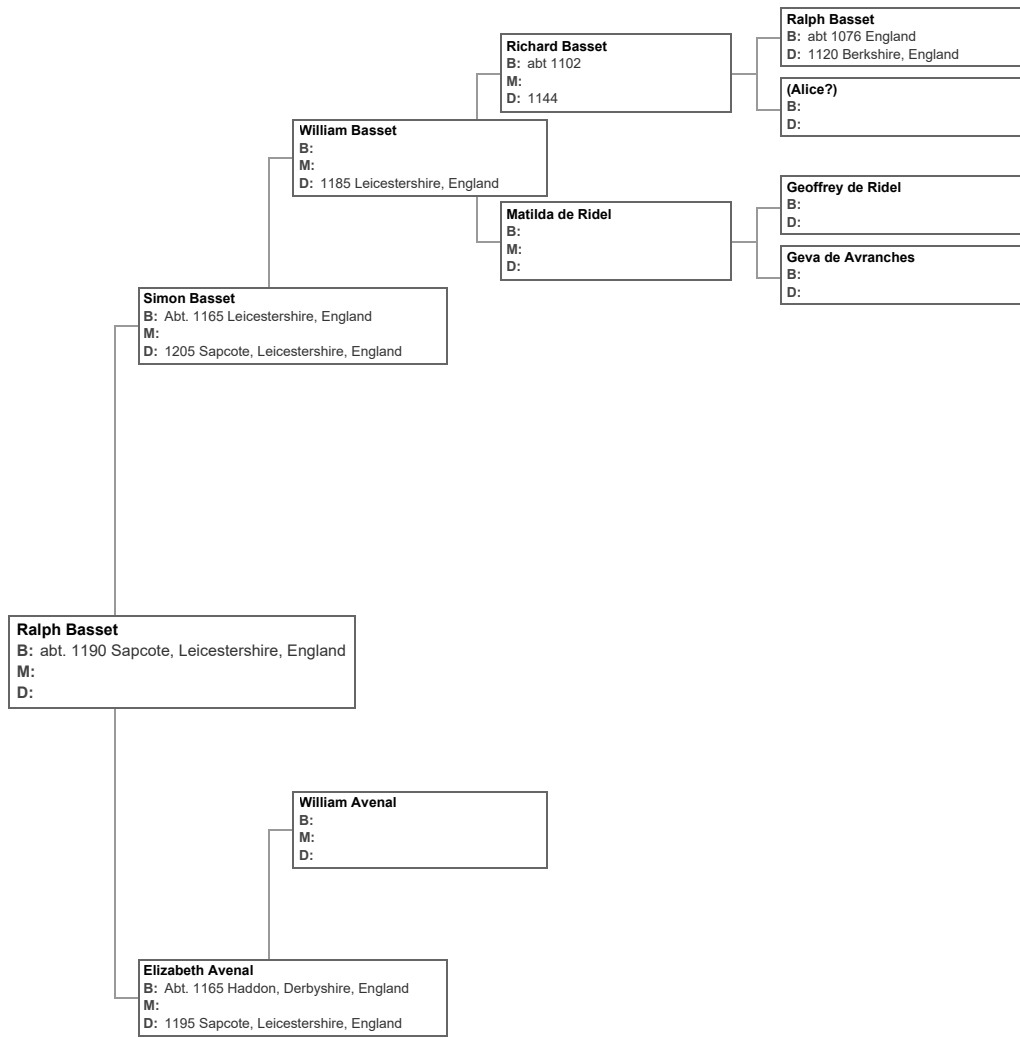 Ralph Basset
B: abt 1076 England
D: 1120 Berkshire, England
Richard Basset
B: abt 1102
M:
D: 1144
(Alice?)
B:
D:
William Basset
B:
M:
D: 1185 Leicestershire, England
Geoffrey de Ridel
B:
D:
Matilda de Ridel
B:
M:
D:
Geva de Avranches
B:
D:
Simon Basset
B: Abt. 1165 Leicestershire, England
M:
D: 1205 Sapcote, Leicestershire, England
Ralph Basset
B: abt. 1190 Sapcote, Leicestershire, England
M:
D:
William Avenal
B:
M:
D:
Elizabeth Avenal
B: Abt. 1165 Haddon, Derbyshire, England
M:
D: 1195 Sapcote, Leicestershire, England